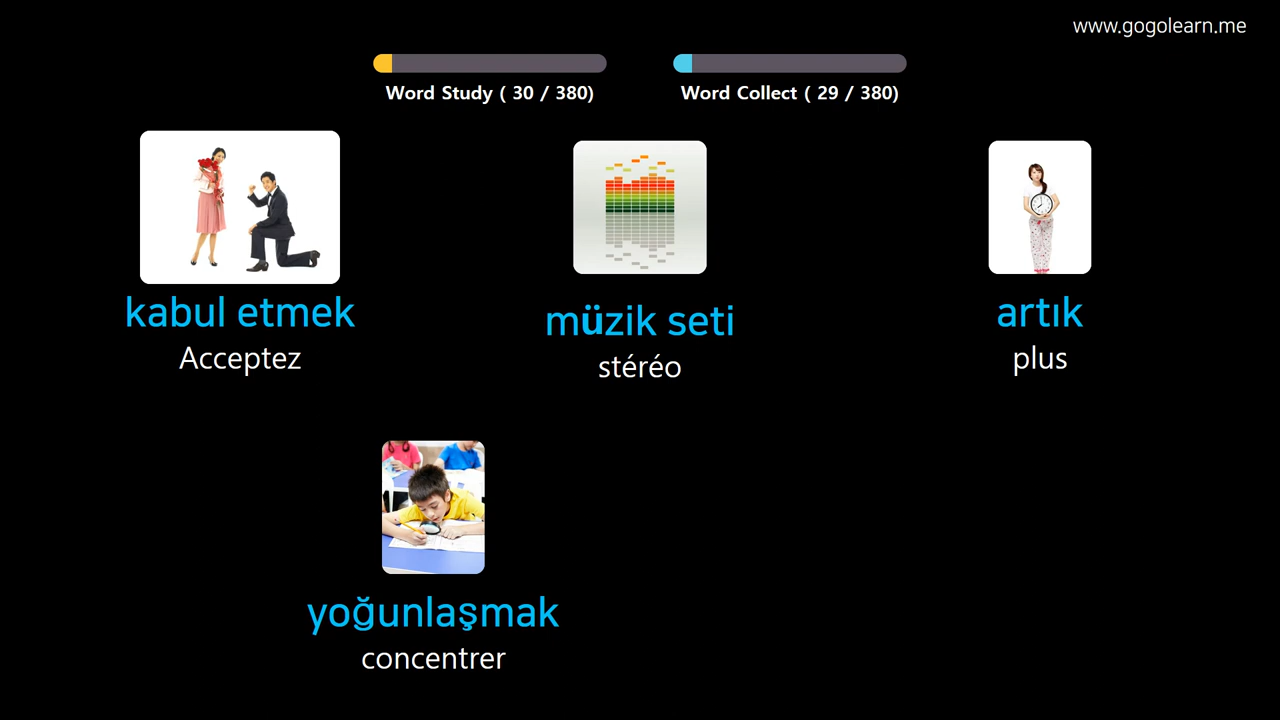 www.gogolearn.me
Word Study ( 30 / 380)
Word Collect ( 29 / 380)
kabul etmek
Acceptez
müzik seti
stéréo
artık
plus
yoğunlaşmak
concentrer